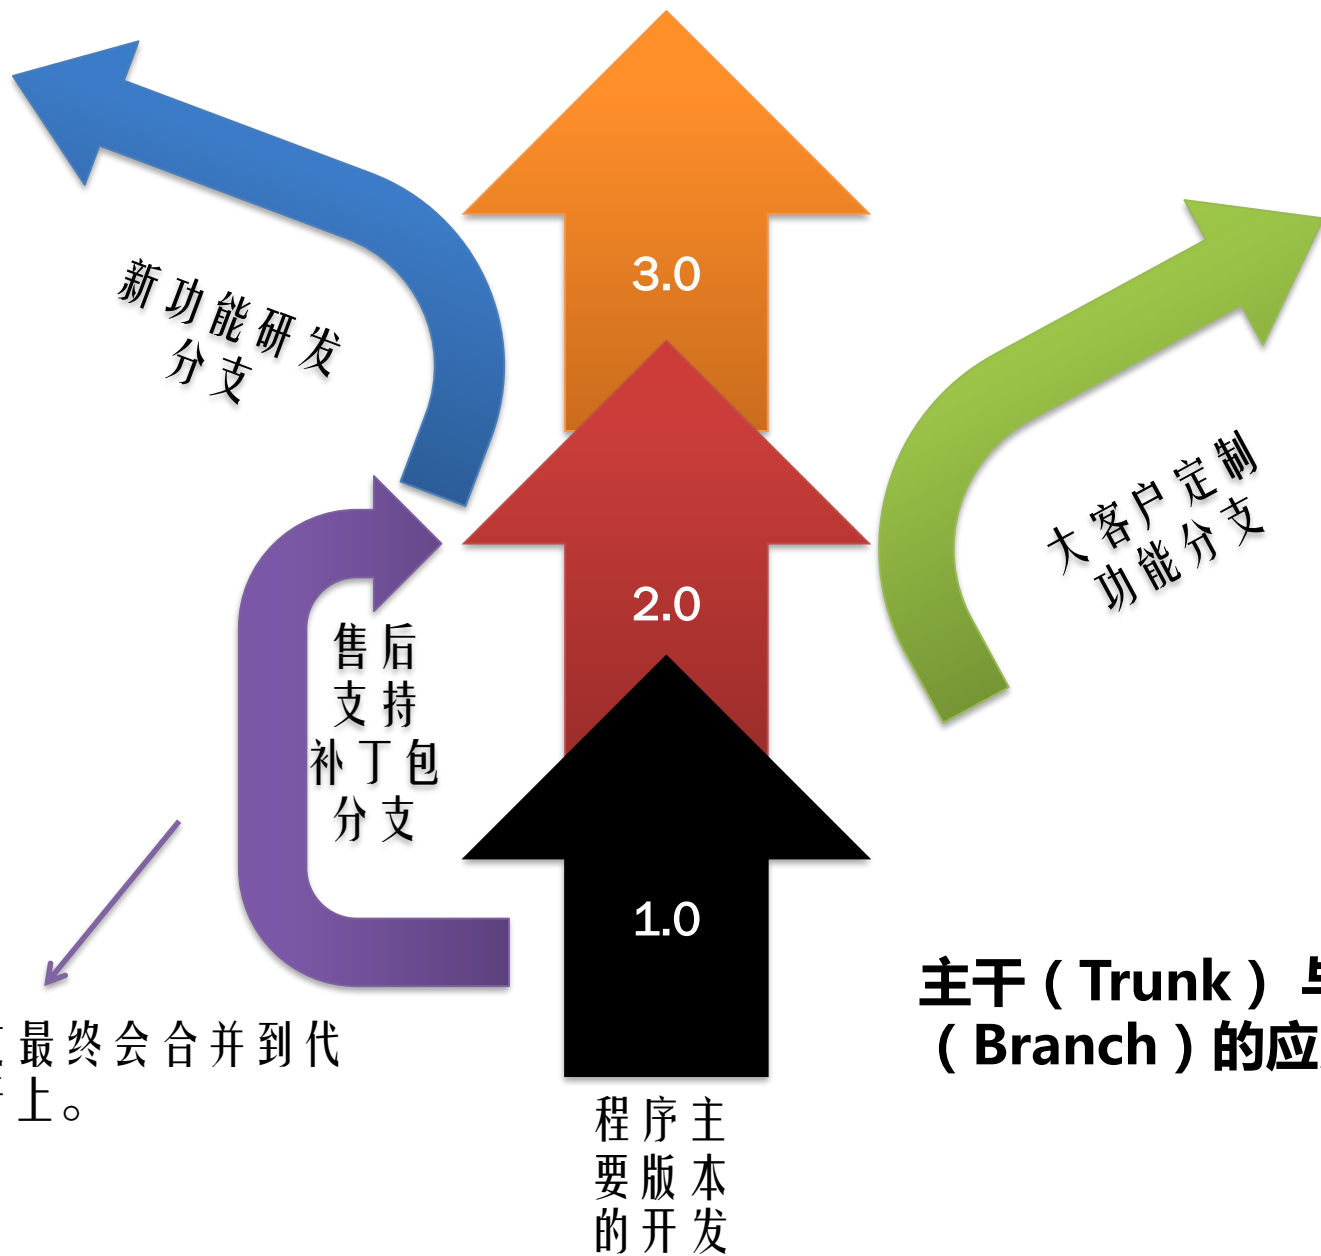 3.0
新功能研发
分支
大客户定制
功能分支
2.0
售后
支持
补丁包
分支
1.0
主干（Trunk） 与
（Branch）的应
最终会合并到代
上。
程序主
要版本
的开发